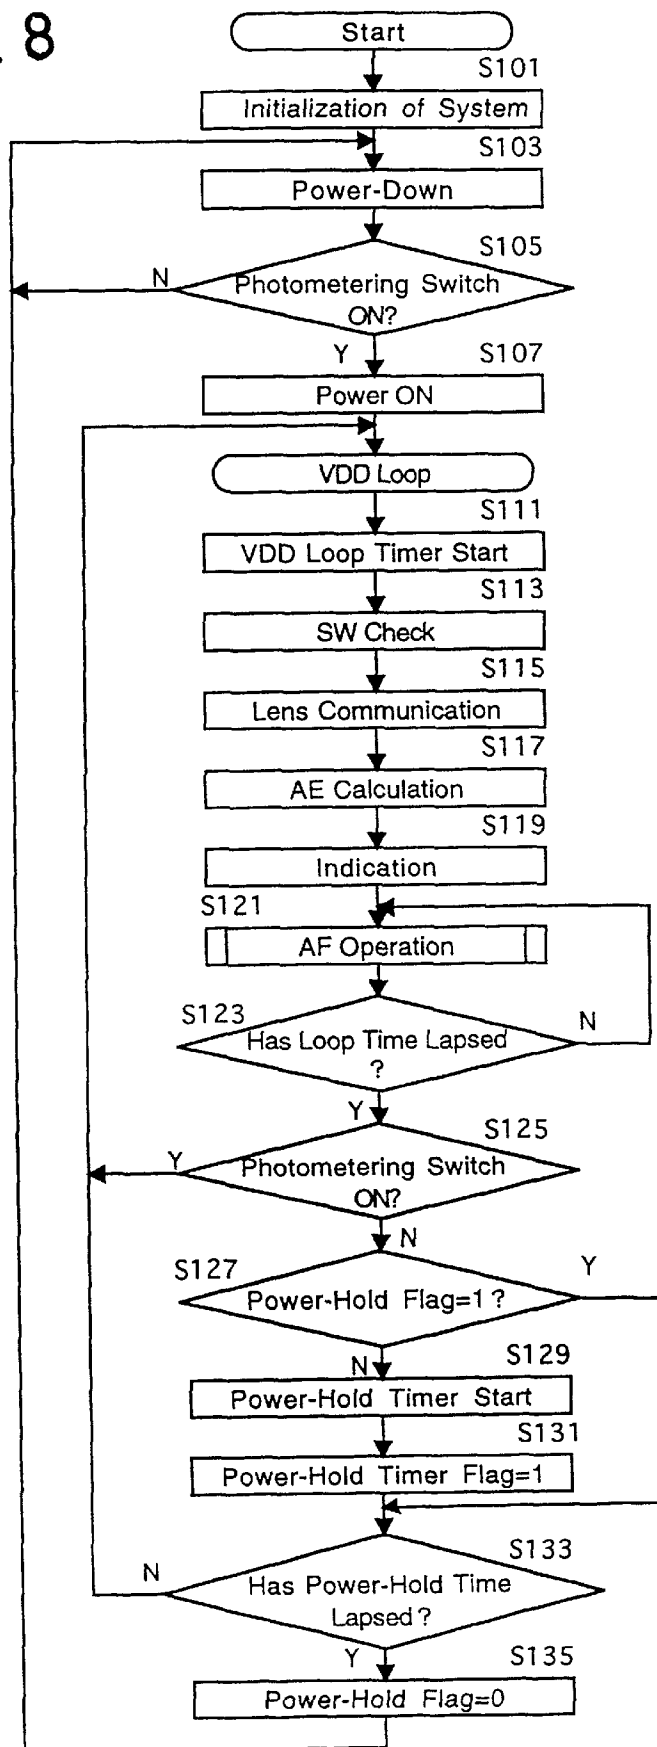 8
Start
S101
Initialization of System
S103
Power-Down
S105
N
Photometering Switch
ON?
Y
S107
Power ON
VDD Loop
S111
VDD Loop Timer Start
S113
SW Check
S115
Lens Communication
S117
AE Calculation
S119
Indication
S121
AF Operation
S123
N
Has Loop Time Lapsed
?
Y
S125
Y
Photometering Switch
ON?
N
S127
Y
Power-Hold Flag=1?
N
S129
Power-Hold Timer Start
S131
Power-Hold Timer Flag=1
S133
N
Has Power-Hold Time
Lapsed?
Y
S135
Power-Hold Flag=0